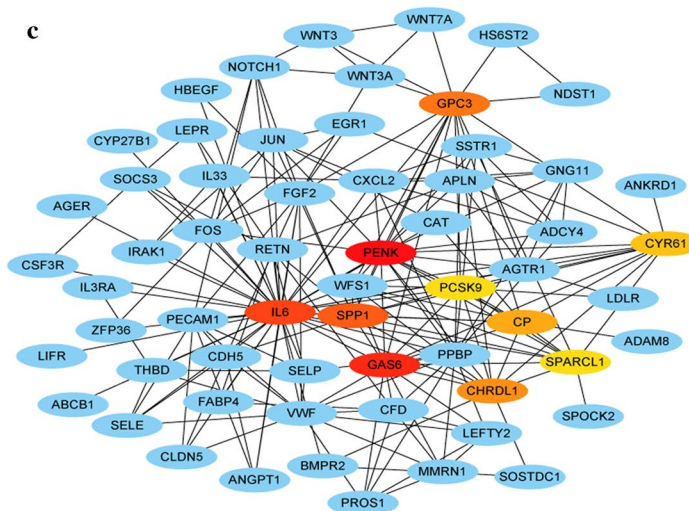 c
WNT7A
WNT3
HS6ST2
NOTCH1
WNT3A
HBEGF
NDST1
GPC3
LEPR
EGR1
CYP27B1
JUN
SSTR1
SOCS3
IL33
CXCL2
APLN
GNG11
ANKRD1
FGF2
AGER
FOS
CAT
ADCY4
CYR61
IRAK1
RETN
PENK
CSF3R
AGTR1
IL3RA
WFS1
PCSK9
LDLR
ZFP36
PECAM1
IL6
SPP1
CP
LIFR
CDH5
PPBP
ADAM8
THBD
SELP
GAS6
SPARCL1
ABCB1
FABP4
CHRDL1
SELE
VWF
CFD
SPOCK2
CLDN5
LEFTY2
ANGPT1
BMPR2
MMRN1
SOSTDC1
PROS1